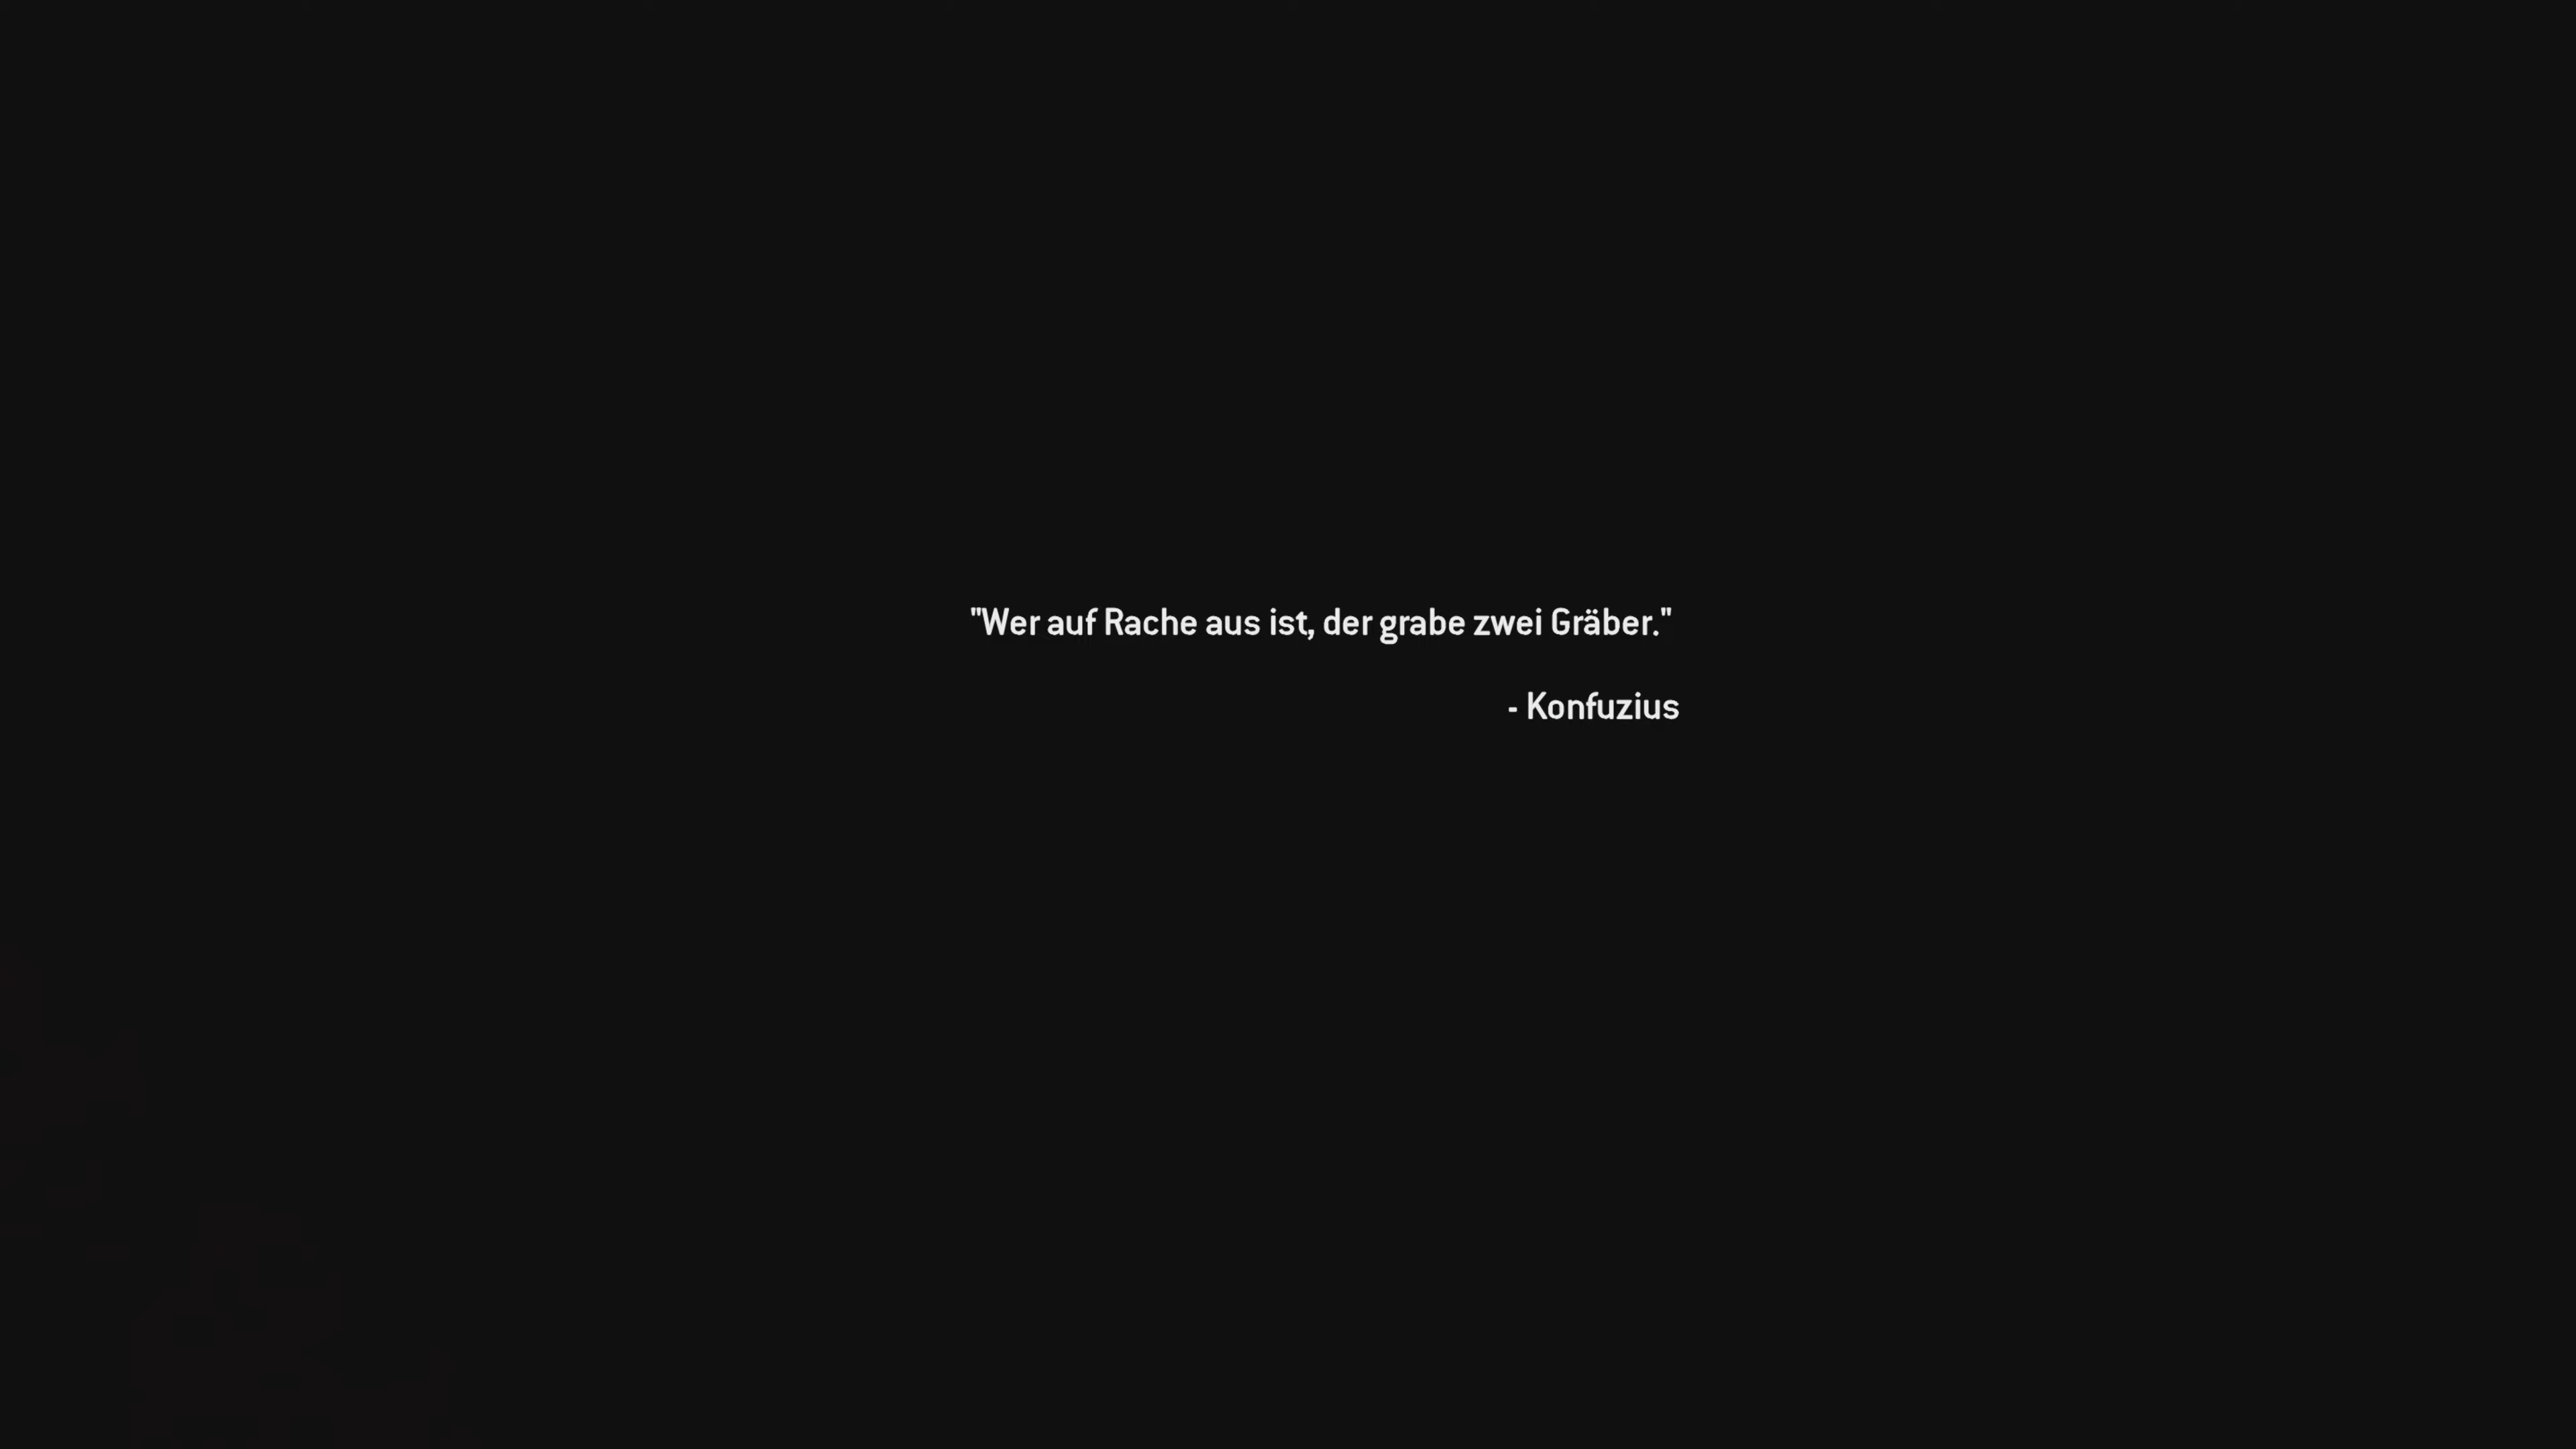 "Wer auf Rache aus ist, der grabe zwei Gräber."
- Konfuzius